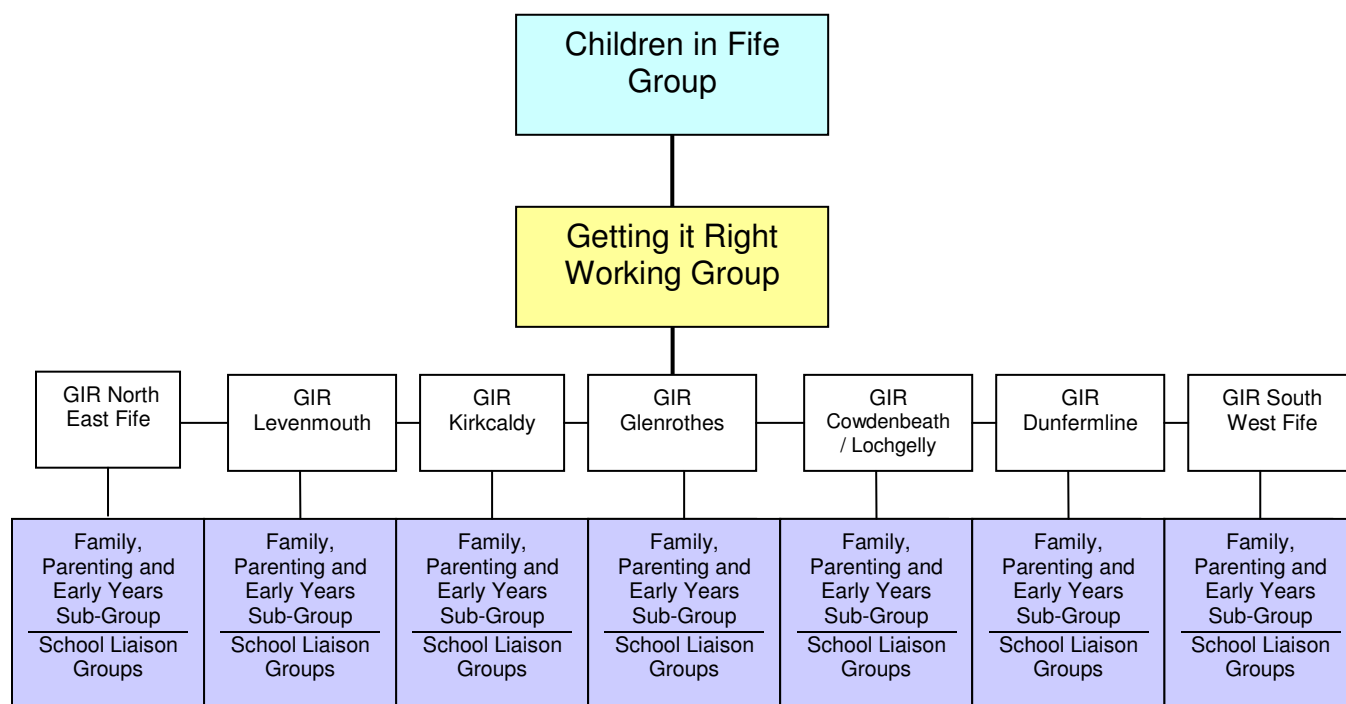 Children in Fife
Group
Getting it Right
Working Group
GIR North
East Fife
GIR
Levenmouth
GIR
Kirkcaldy
GIR
Glenrothes
GIR
Cowdenbeath
/ Lochgelly
GIR
Dunfermline
GIR South
West Fife
Family,
Parenting and
Early Years
Sub-Group
School Liaison
Groups
Family,
Parenting and
Early Years
Sub-Group
School Liaison
Groups
Family,
Parenting and
Early Years
Sub-Group
School Liaison
Groups
Family,
Parenting and
Early Years
Sub-Group
School Liaison
Groups
Family,
Parenting and
Early Years
Sub-Group
School Liaison
Groups
Family,
Parenting and
Early Years
Sub-Group
School Liaison
Groups
Family,
Parenting and
Early Years
Sub-Group
School Liaison
Groups